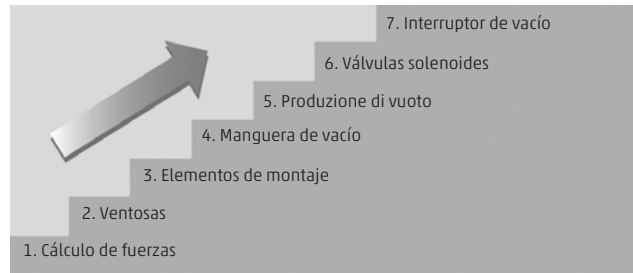 7. Interruptor de vacío
6. Válvulas solenoides
5. Produzione di vuoto
4. Manguera de vacío
3. Elementos de montaje
2. Ventosas
1. Cálculo de fuerzas